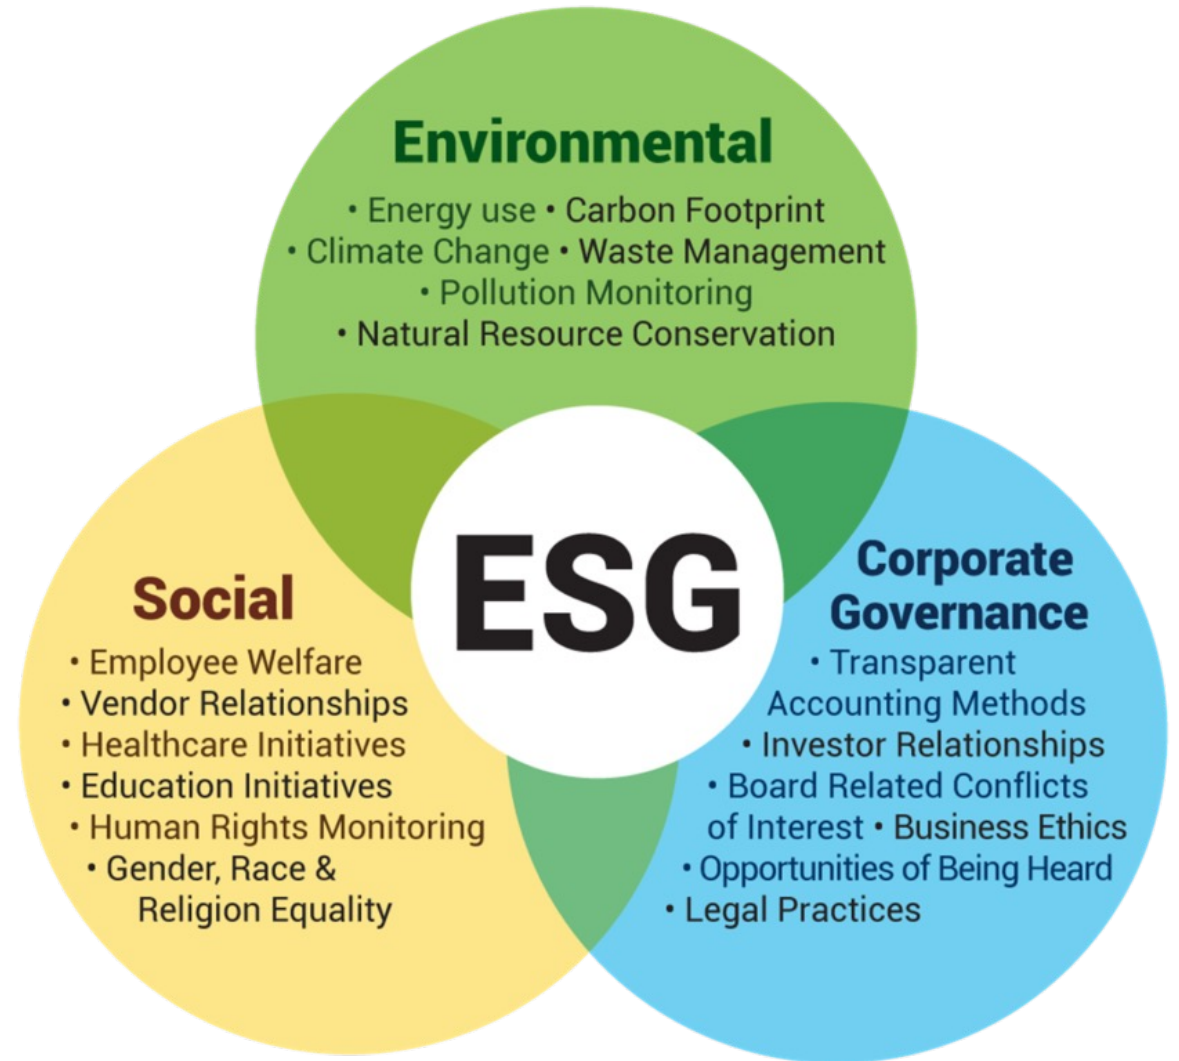 Environmental
• Energy use • Carbon Footprint
• Climate Change • Waste Management
• Pollution Monitoring
• Natural Resource Conservation
ESG
Social
• Employee Welfare
• Vendor Relationships
• Healthcare Initiatives
• Education Initiatives
• Human Rights Monitoring
• Gender, Race &
Religion Equality
Corporate
Governance
• Transparent
Accounting Methods
• Investor Relationships
• Board Related Conflicts
of Interest • Business Ethics
• Opportunities of Being Heard
• Legal Practices